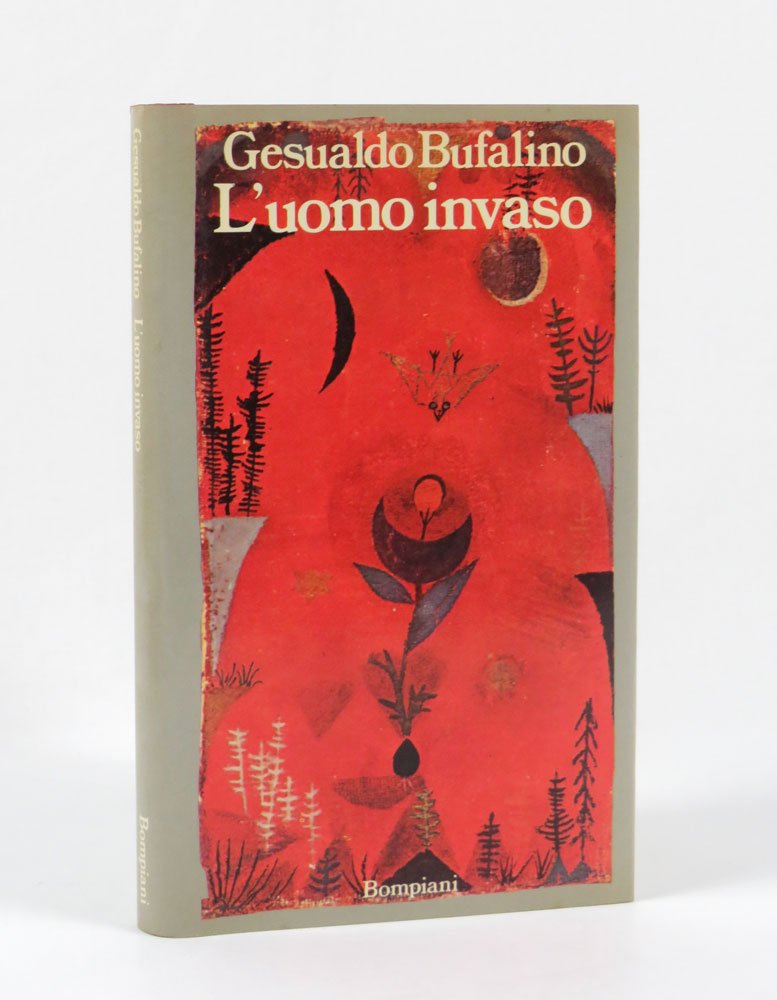 Gesualdo Bufalino
L'uomo invaso
Bompiani
Gesualdo Bufalino L'uomo invaso
Bompiani